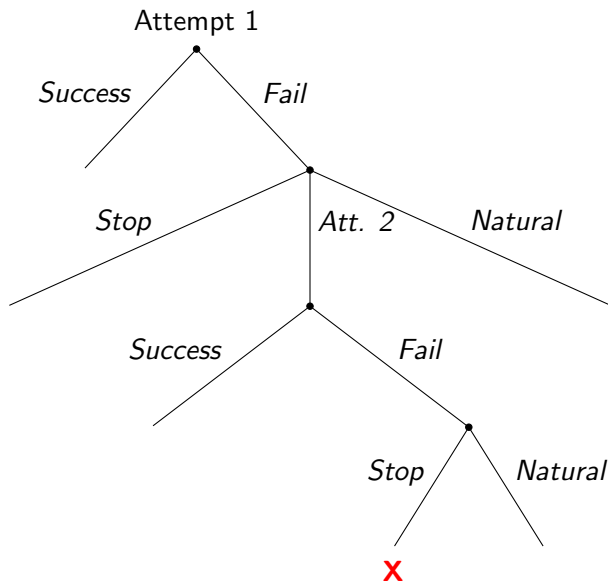 Attempt 1
Success
Fail
Stop
Att. 2
Natural
Success
Fail
Stop
Natural
X